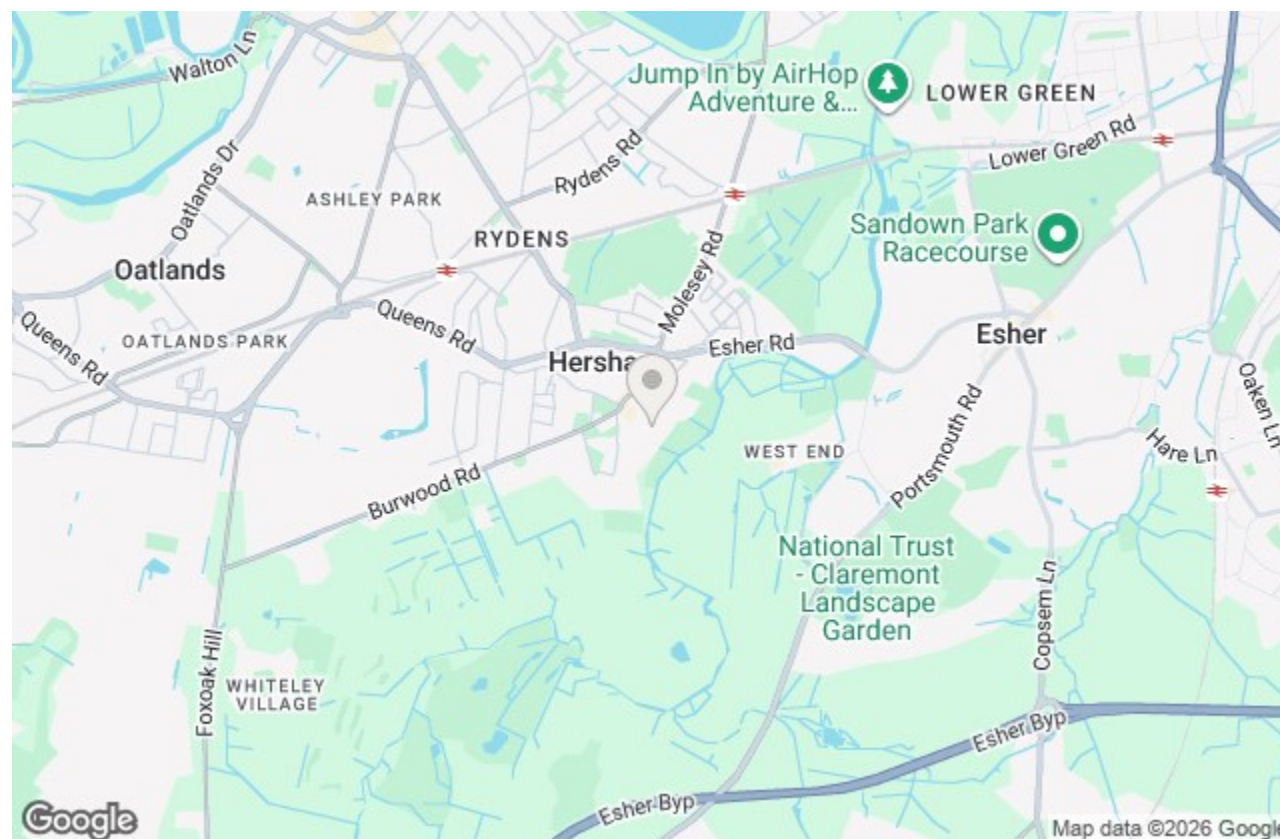 Walton Ln
Jump In by AirHop
Adventure &...
LOWER GREEN
Lower Green Rd
Rydens Rd
Oatlands Dr
ASHLEY PARK
Sandown Park
Racecourse
RYDENS
Molesey Rd
Oatlands
Queens Rd
Queens Rd
OATLANDS PARK
Esher Rd
Esher
Hersha
Oaken Ln
Portsmouth Rd
Hare Ln
WEST END
Burwood Rd
National Trust
- Claremont
Landscape
Garden
Copsem Ln
Foxoak Hill
WHITELEY
VILLAGE
Esher Byp
Esher Byp
Google
Map data ©2026 Google